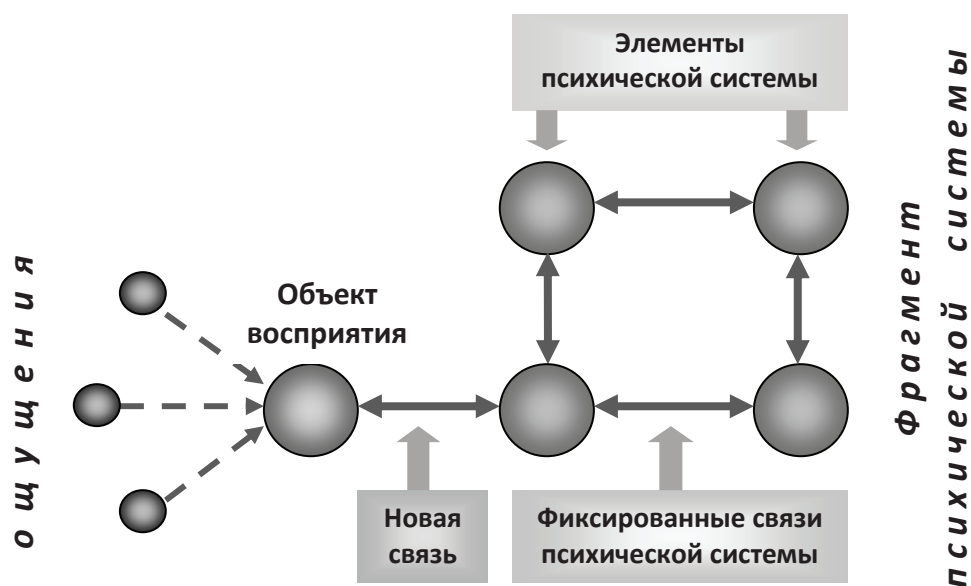 Элементы
психической системы
ощущения
Объект
восприятия
Фрагмент
психической системы
Новая
связь
Фиксированные связи
психической системы